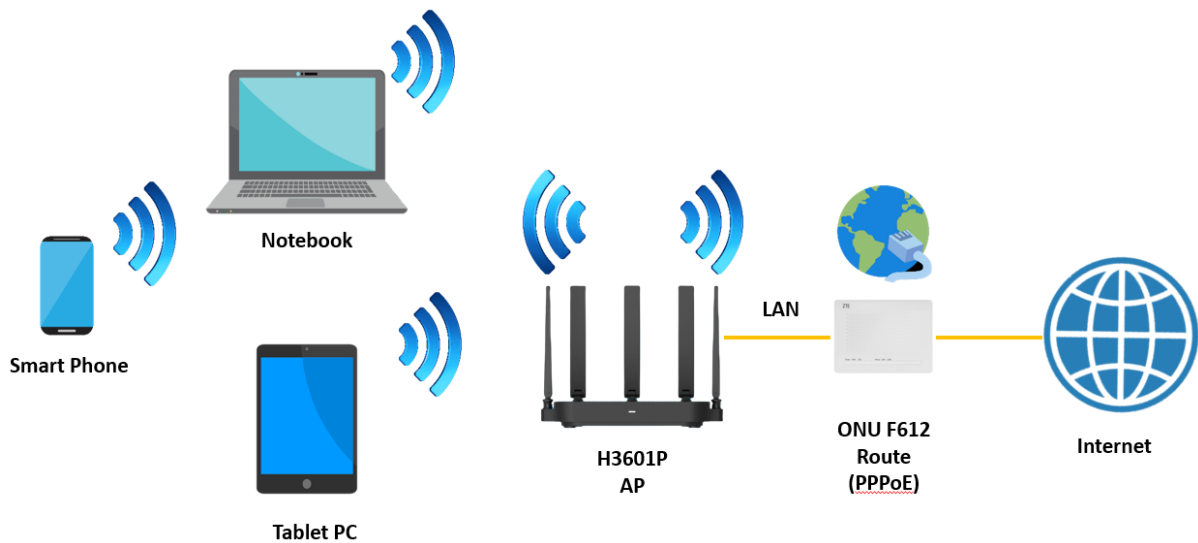 Notebook
Smart Phone
Tablet PC
H3601P
AP
LAN
ONU F612
Route
(PPPoE)
Internet